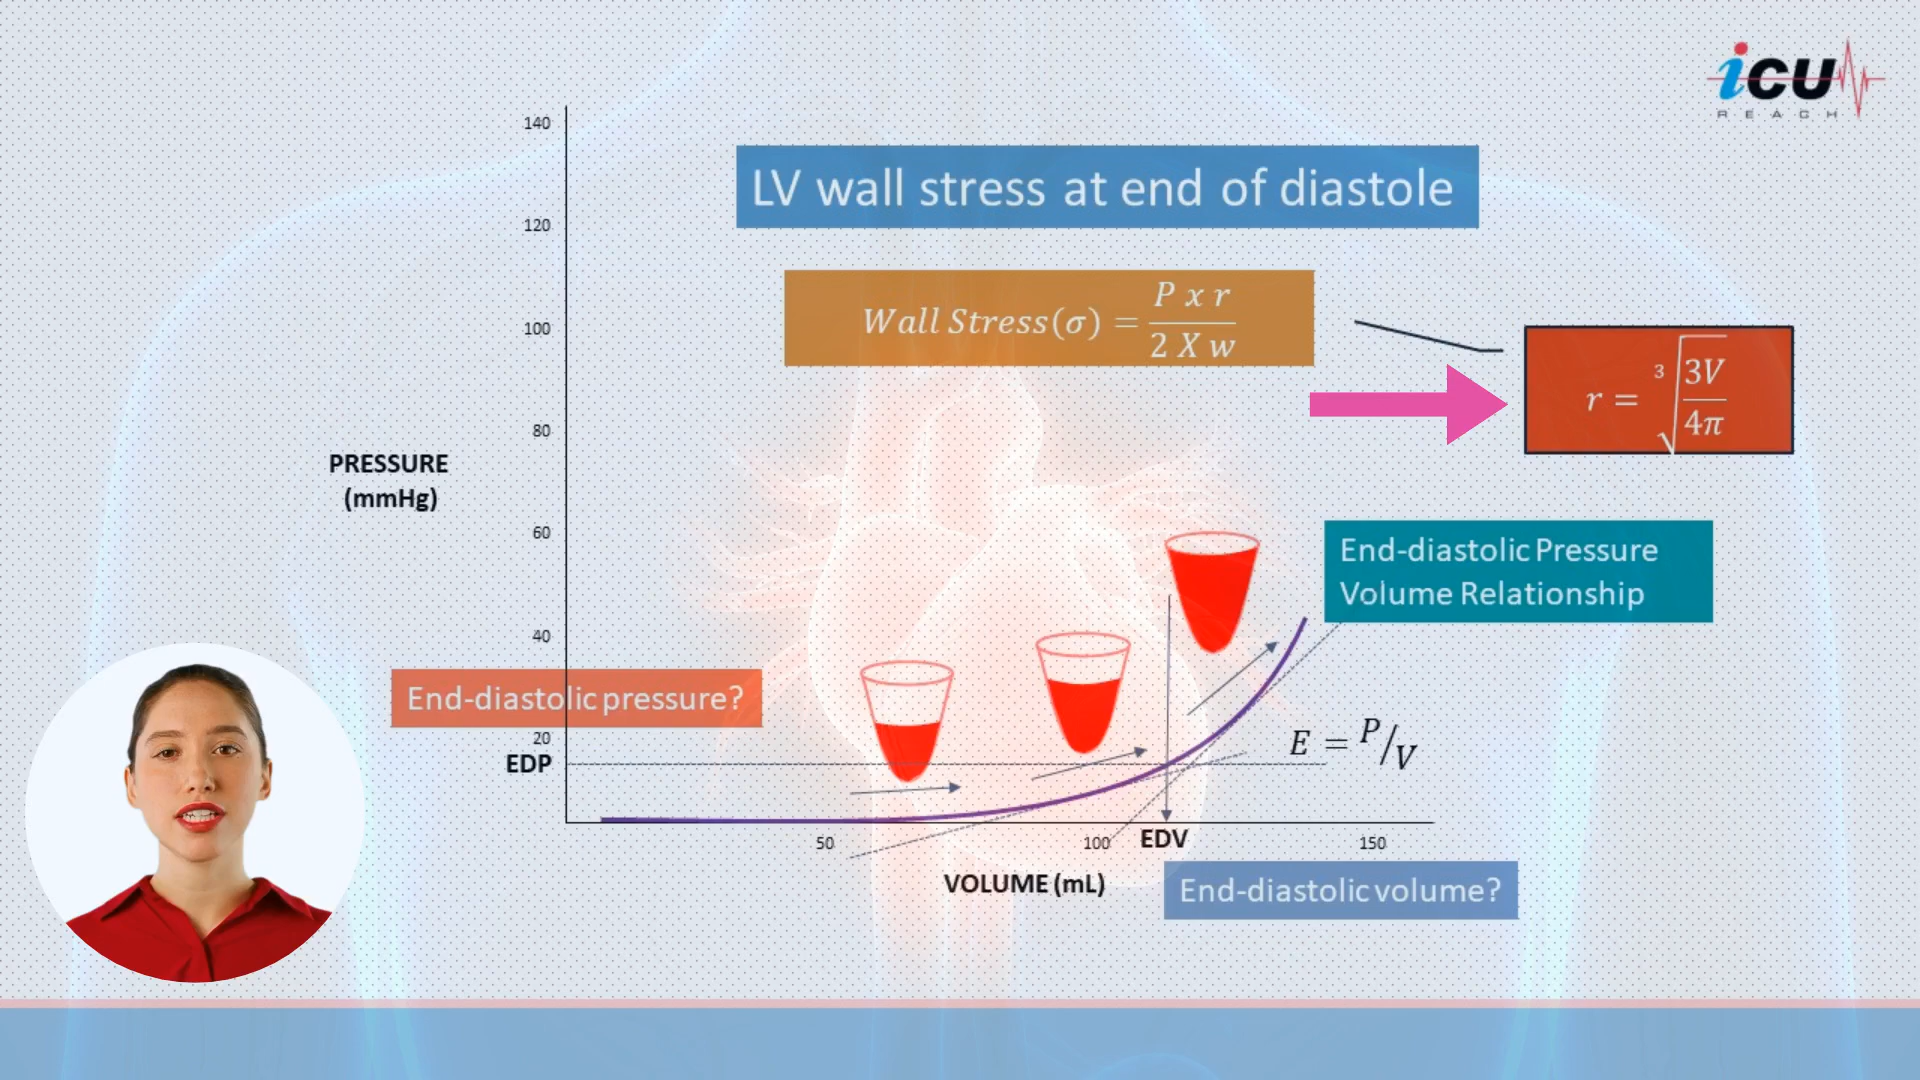 icu
REACH
140
LV wall stress at end of diastole
120
Wall Stress(σ) = P x r / 2 X w
100
r = ∛(3V / 4π)
80
PRESSURE
(mmHg)
60
End-diastolic Pressure
Volume Relationship
40
End-diastolic pressure?
20
E = P/V
EDP
50
100
EDV
150
VOLUME (mL)
End-diastolic volume?